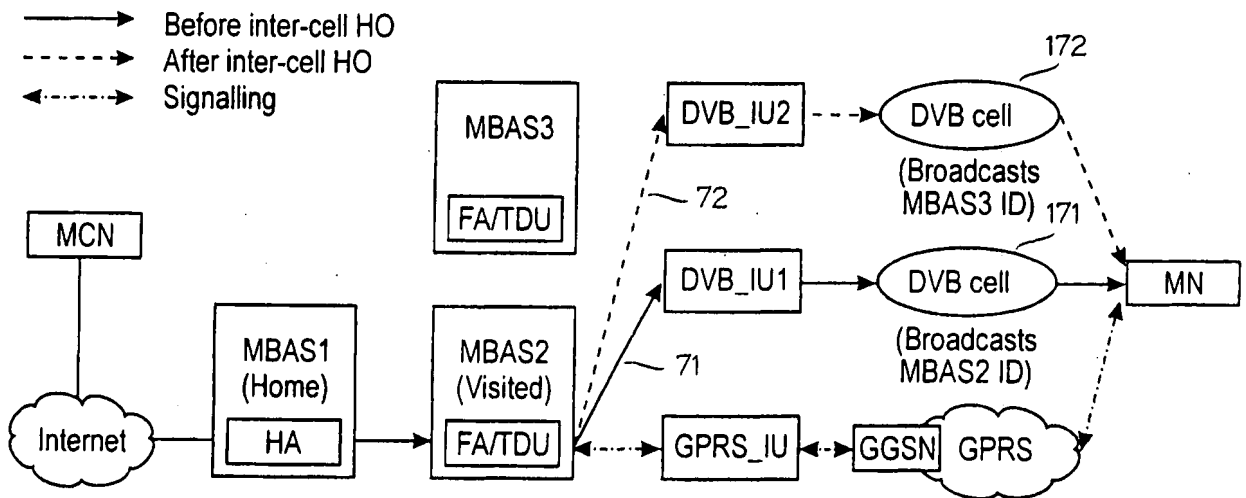 Before inter-cell HO
After inter-cell HO
Signalling
172
MBAS3
FA/TDU
DVB_IU2
DVB cell
(Broadcasts
MBAS3 ID)
72
171
MCN
DVB_IU1
DVB cell
MN
(Broadcasts
MBAS2 ID)
71
Internet
MBAS1
(Home)
HA
MBAS2
(Visited)
FA/TDU
GPRS_IU
GGSN
GPRS